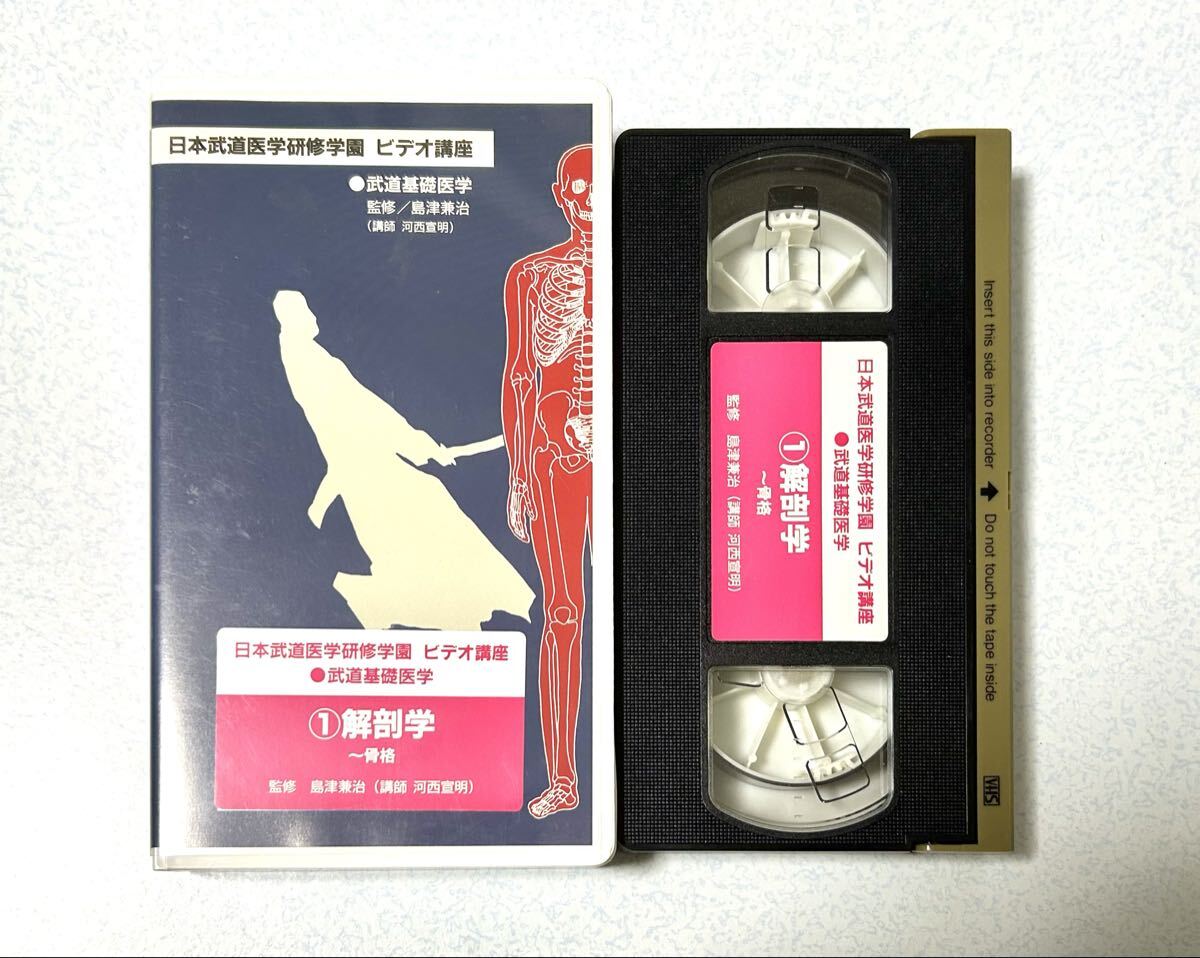 日本武道医学研修学園 ビデオ講座
●武道基礎医学
監修／島津兼治
（講師 河西宣明）
日本武道医学研修学園 ビデオ講座
●武道基礎医学
①解剖学
～骨格
監修 島津兼治（講師 河西宣明）
日本武道医学研修学園 ビデオ講座
●武道基礎医学
①解剖学
～骨格
監修 島津兼治（講師 河西宣明）
Insert this side into recorder ⬆ Do not touch the tape inside
VHS